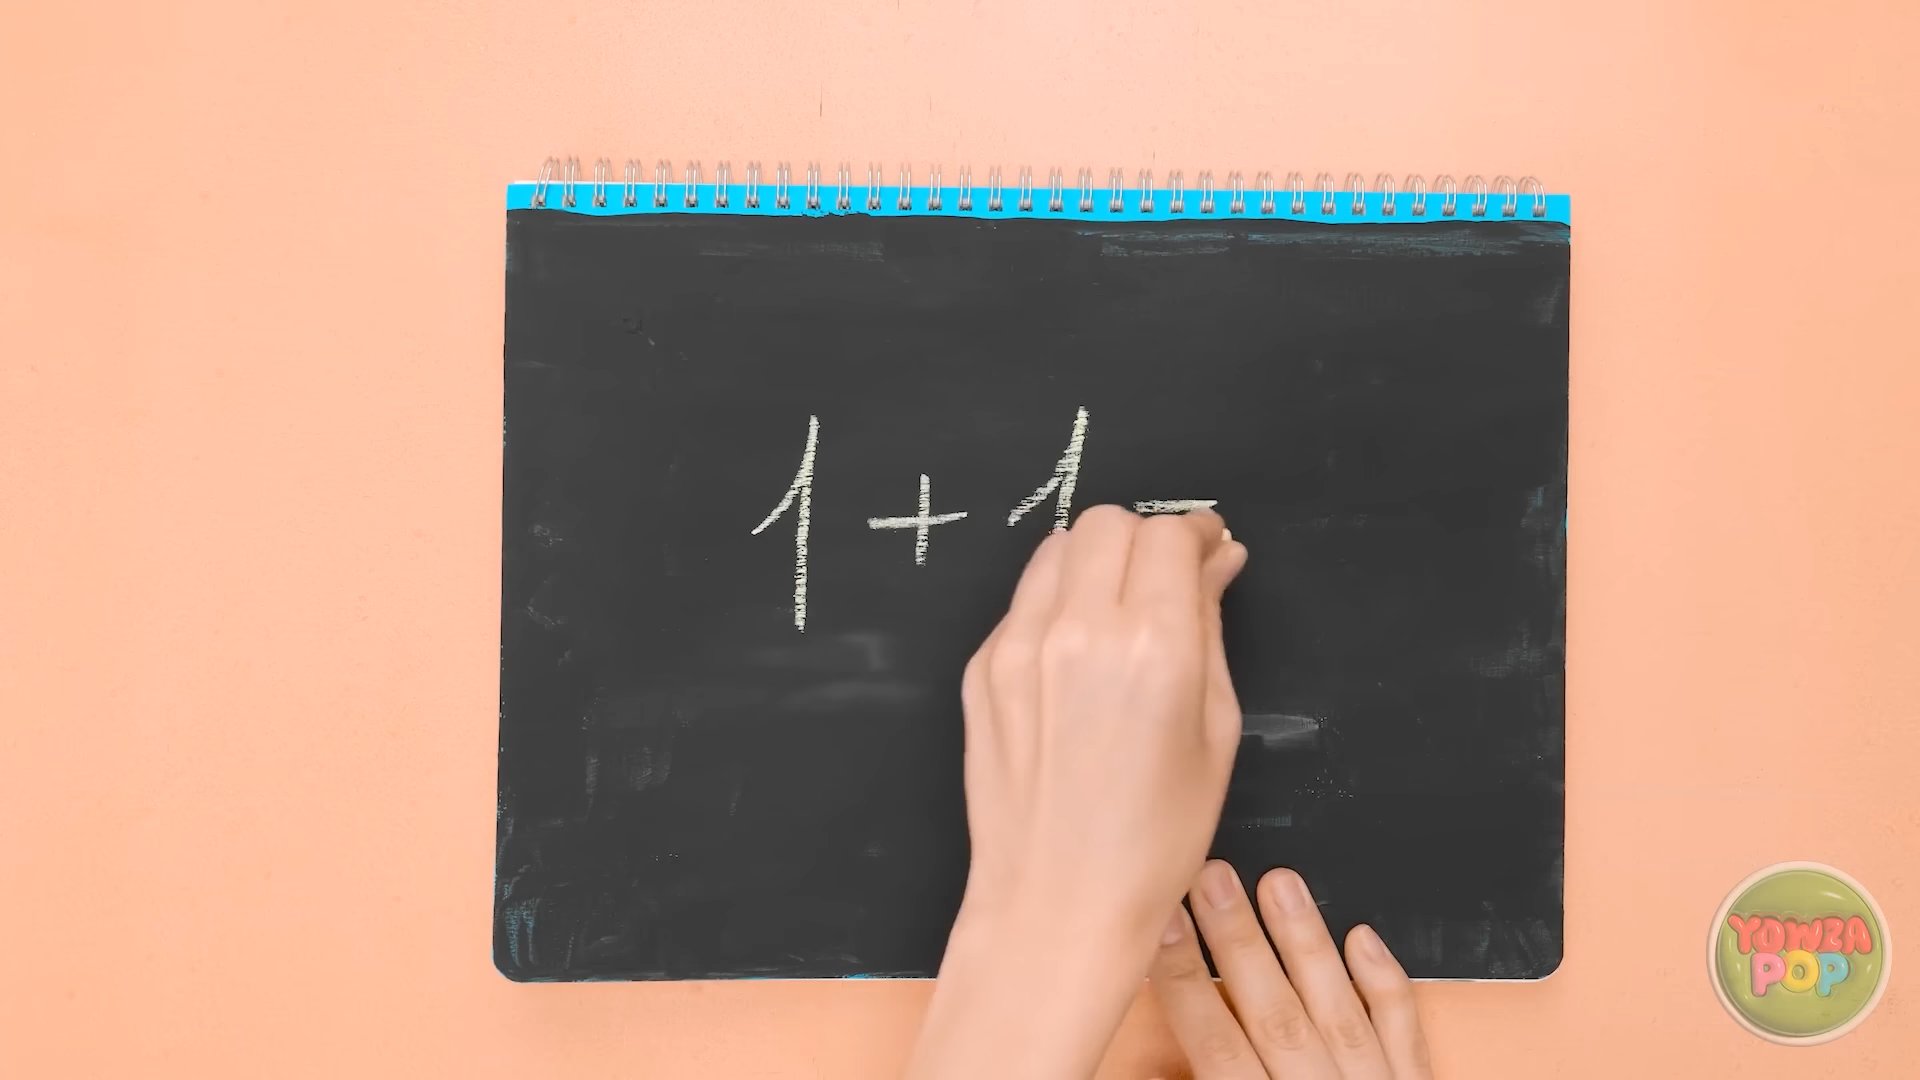 1 + 1 =
YOWZA
POP